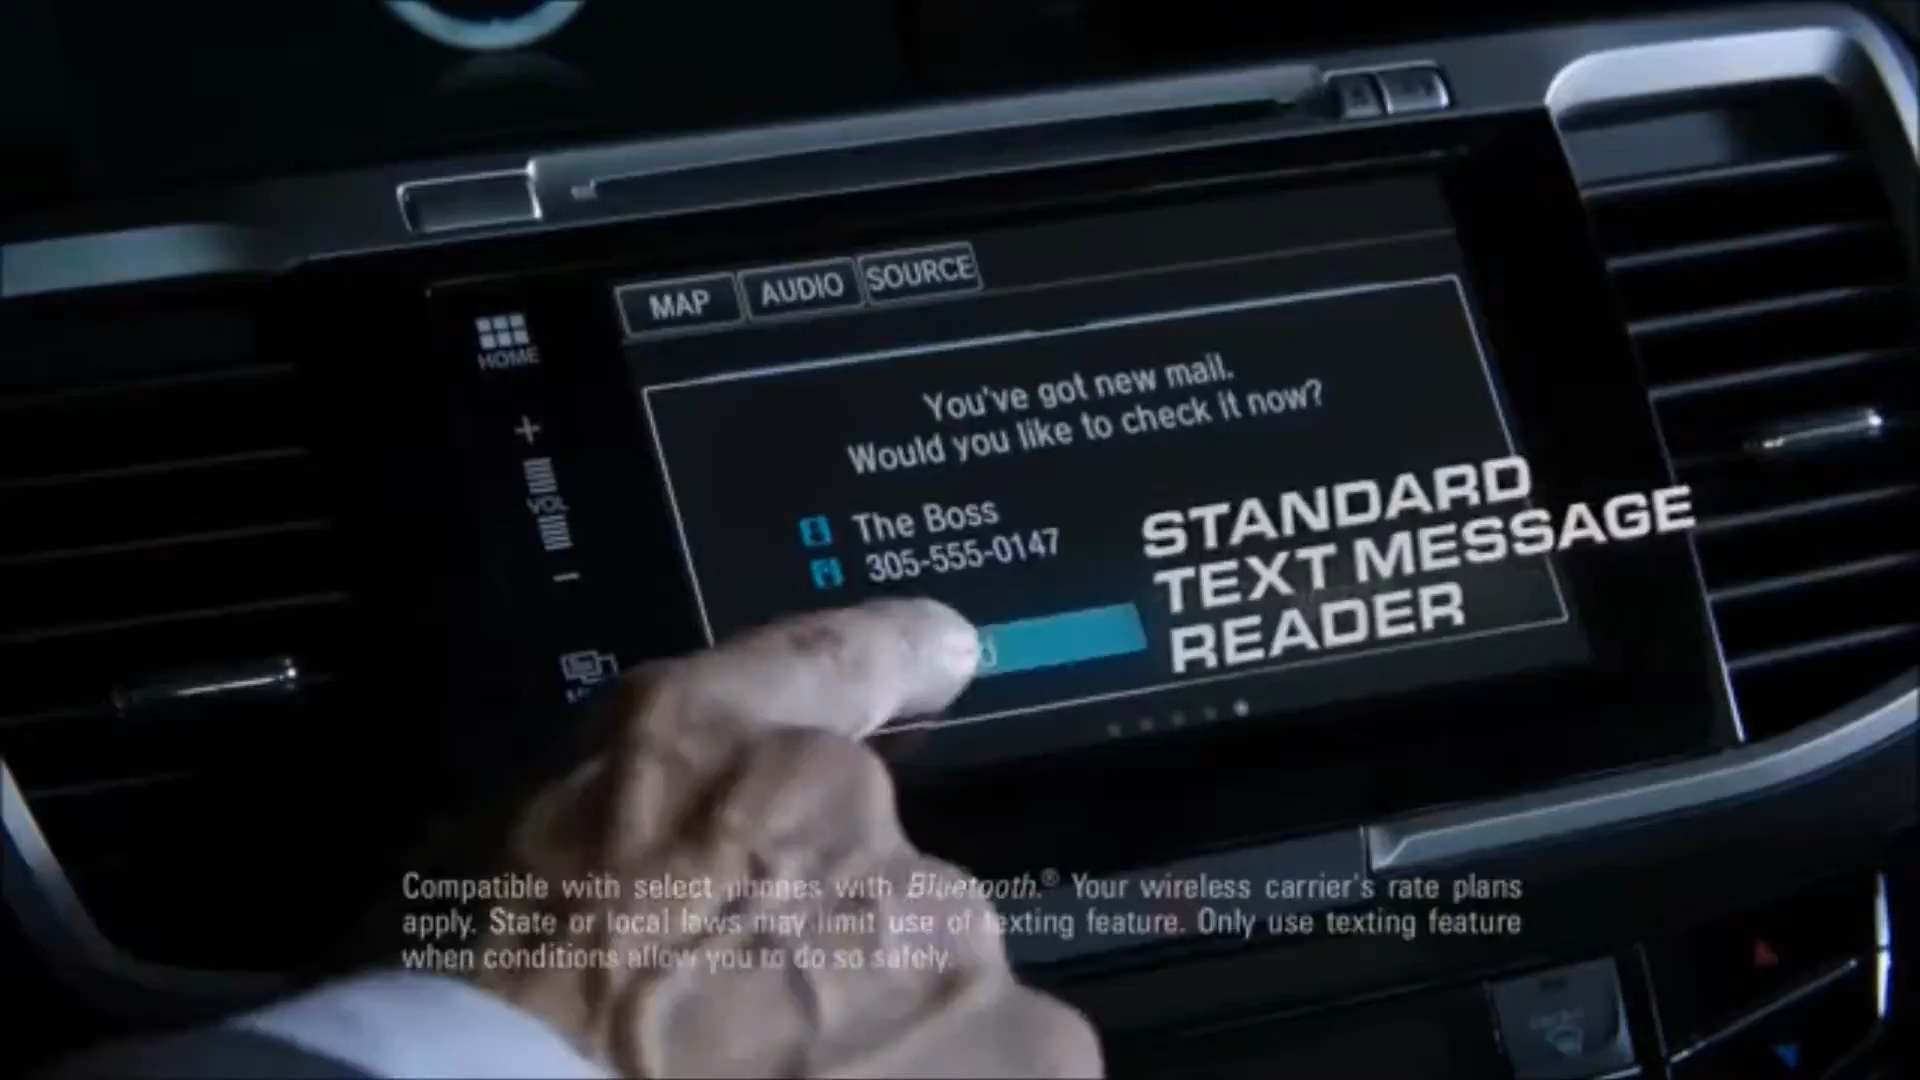 MAP AUDIO SOURCE
HOME
You've got new mail.
Would you like to check it now?
+
VOL
The Boss
305-555-0147
–
STANDARD
TEXT MESSAGE
READER
Compatible with select phones with Bluetooth.® Your wireless carrier's rate plans
apply. State or local laws may limit use of texting feature. Only use texting feature
when conditions allow you to do so safely.